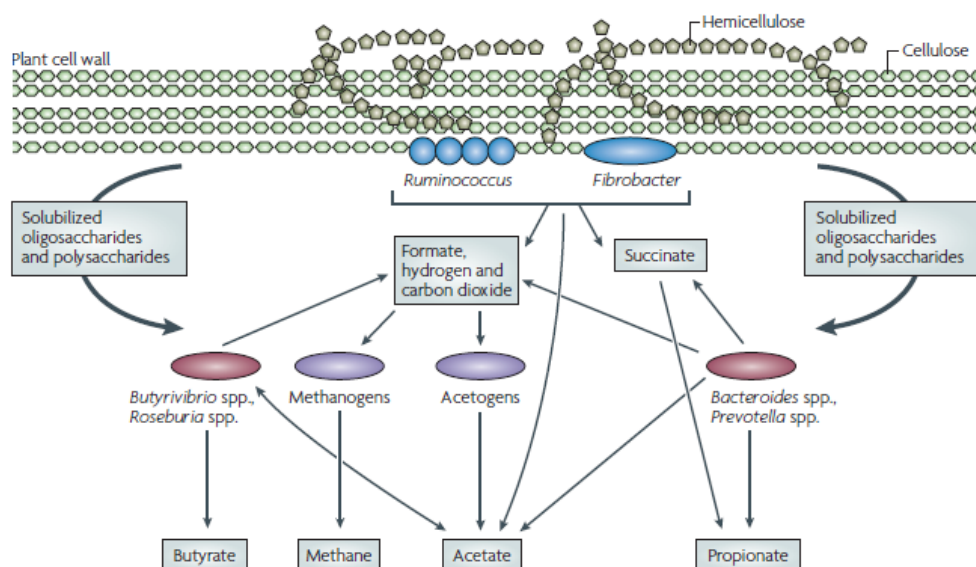 Hemicellulose
Plant cell wall
Cellulose
Ruminococcus
Fibrobacter
Solubilized
oligosaccharides
and polysaccharides
Formate,
hydrogen and
carbon dioxide
Succinate
Solubilized
oligosaccharides
and polysaccharides
Butyrivibrio spp.,
Roseburia spp.
Methanogens
Acetogens
Bacteroides spp.,
Prevotella spp.
Butyrate
Methane
Acetate
Propionate